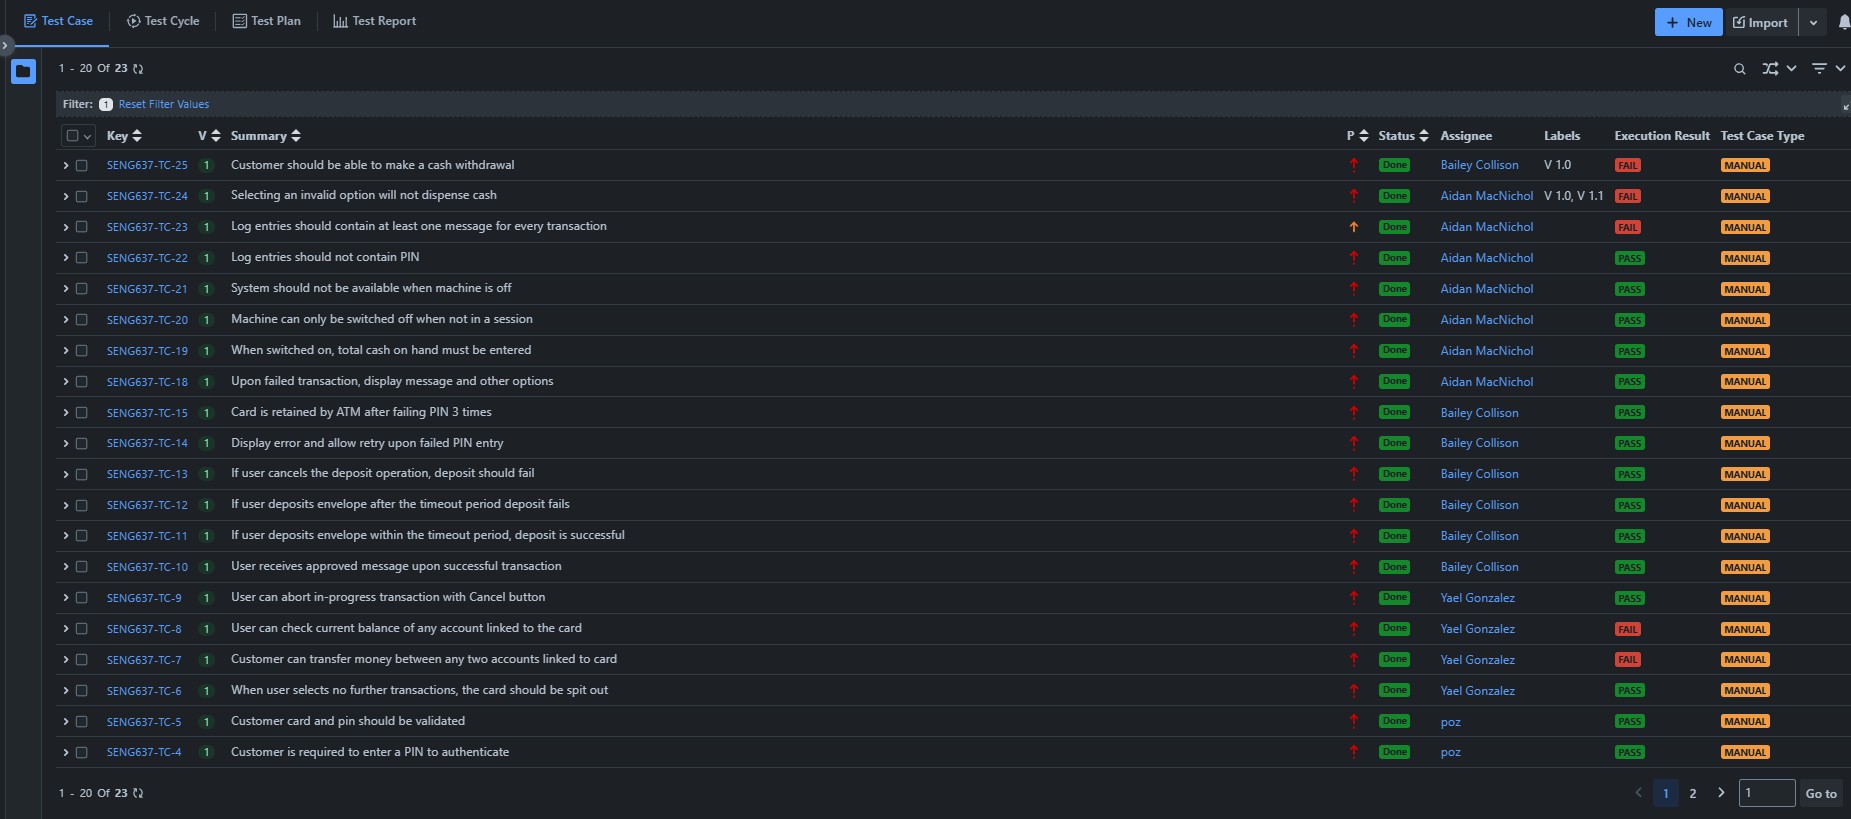 Test Case Test Cycle Test Plan Test Report + New Import
1 - 20 Of 23
Filter: 1 Reset Filter Values
Key V Summary P Status Assignee Labels Execution Result Test Case Type
SENG637-TC-25 1 Customer should be able to make a cash withdrawal Done Bailey Collison V 1.0 FAIL MANUAL
SENG637-TC-24 1 Selecting an invalid option will not dispense cash Done Aidan MacNichol V 1.0, V 1.1 FAIL MANUAL
SENG637-TC-23 1 Log entries should contain at least one message for every transaction Done Aidan MacNichol FAIL MANUAL
SENG637-TC-22 1 Log entries should not contain PIN Done Aidan MacNichol PASS MANUAL
SENG637-TC-21 1 System should not be available when machine is off Done Aidan MacNichol PASS MANUAL
SENG637-TC-20 1 Machine can only be switched off when not in a session Done Aidan MacNichol PASS MANUAL
SENG637-TC-19 1 When switched on, total cash on hand must be entered Done Aidan MacNichol PASS MANUAL
SENG637-TC-18 1 Upon failed transaction, display message and other options Done Aidan MacNichol PASS MANUAL
SENG637-TC-15 1 Card is retained by ATM after failing PIN 3 times Done Bailey Collison PASS MANUAL
SENG637-TC-14 1 Display error and allow retry upon failed PIN entry Done Bailey Collison PASS MANUAL
SENG637-TC-13 1 If user cancels the deposit operation, deposit should fail Done Bailey Collison PASS MANUAL
SENG637-TC-12 1 If user deposits envelope after the timeout period deposit fails Done Bailey Collison PASS MANUAL
SENG637-TC-11 1 If user deposits envelope within the timeout period, deposit is successful Done Bailey Collison PASS MANUAL
SENG637-TC-10 1 User receives approved message upon successful transaction Done Bailey Collison PASS MANUAL
SENG637-TC-9 1 User can abort in-progress transaction with Cancel button Done Yael Gonzalez PASS MANUAL
SENG637-TC-8 1 User can check current balance of any account linked to the card Done Yael Gonzalez FAIL MANUAL
SENG637-TC-7 1 Customer can transfer money between any two accounts linked to card Done Yael Gonzalez FAIL MANUAL
SENG637-TC-6 1 When user selects no further transactions, the card should be spit out Done Yael Gonzalez PASS MANUAL
SENG637-TC-5 1 Customer card and pin should be validated Done poz PASS MANUAL
SENG637-TC-4 1 Customer is required to enter a PIN to authenticate Done poz PASS MANUAL
1 - 20 Of 23 1 2 1 Go to